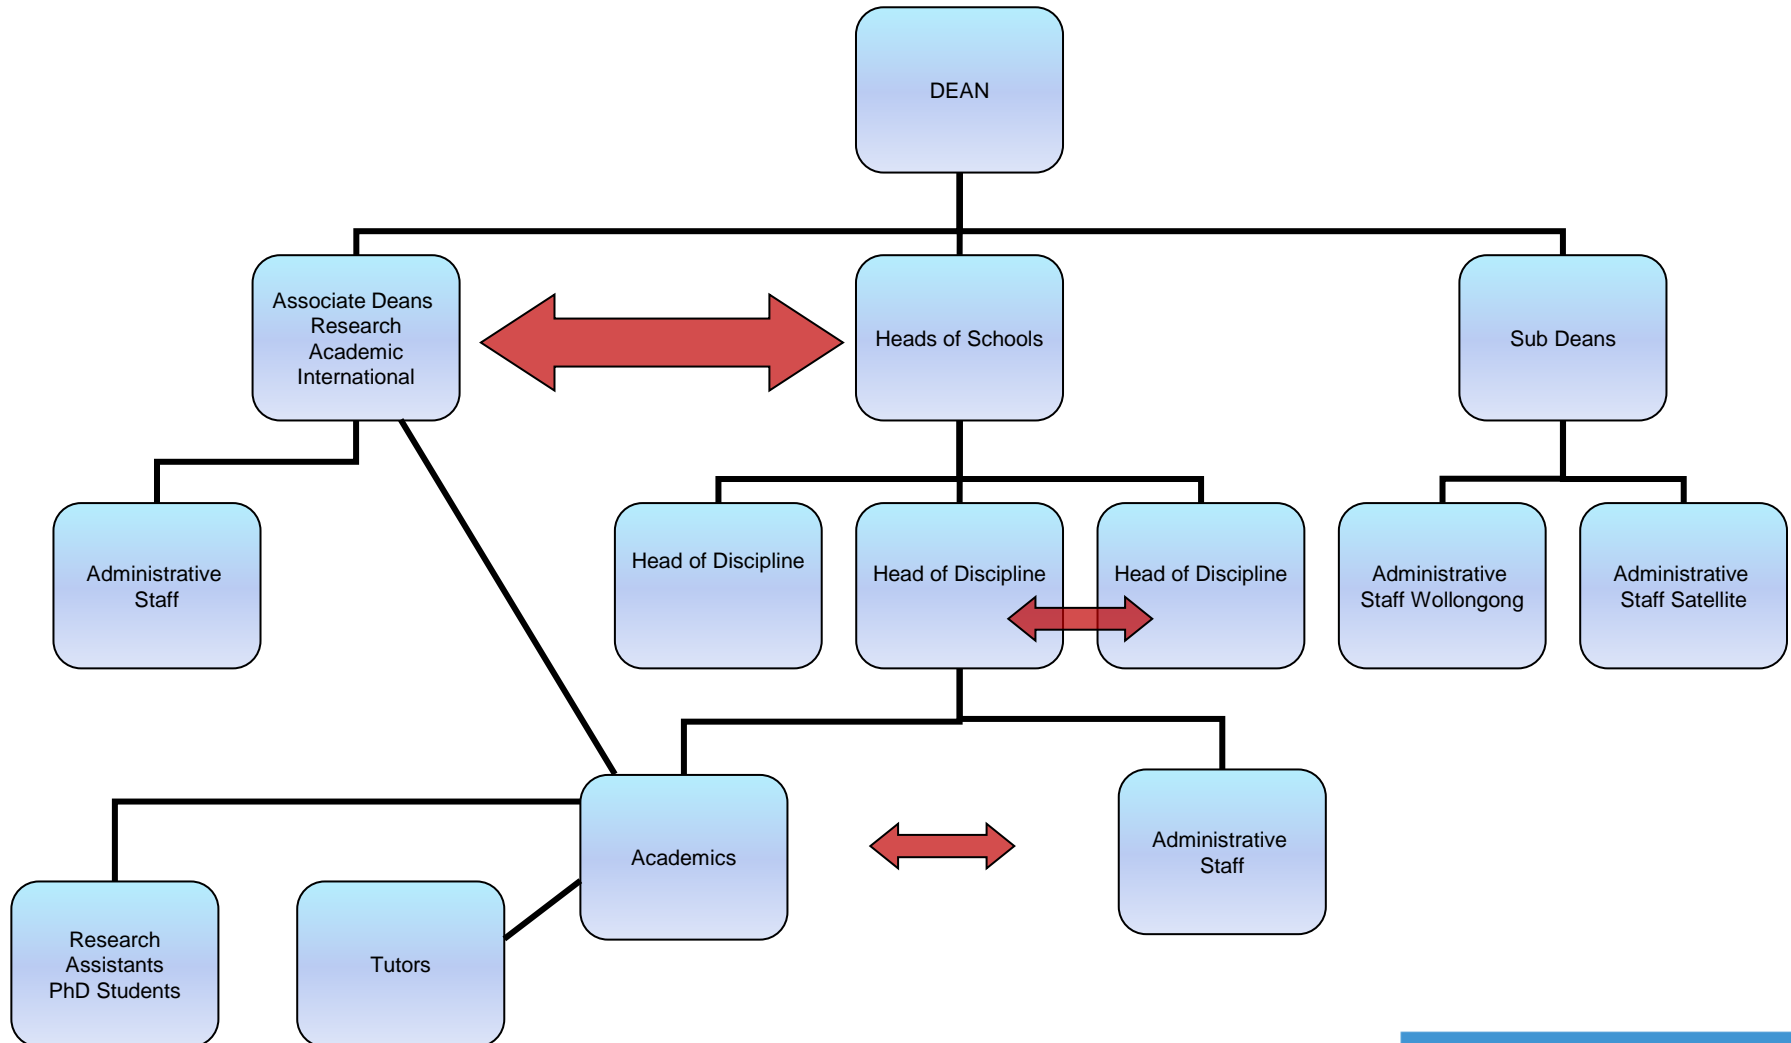 DEAN
Associate Deans
Research
Academic
International
Heads of Schools
Sub Deans
Administrative
Staff
Head of Discipline
Head of Discipline
Head of Discipline
Administrative
Staff Wollongong
Administrative
Staff Satellite
Academics
Administrative
Staff
Research
Assistants
PhD Students
Tutors